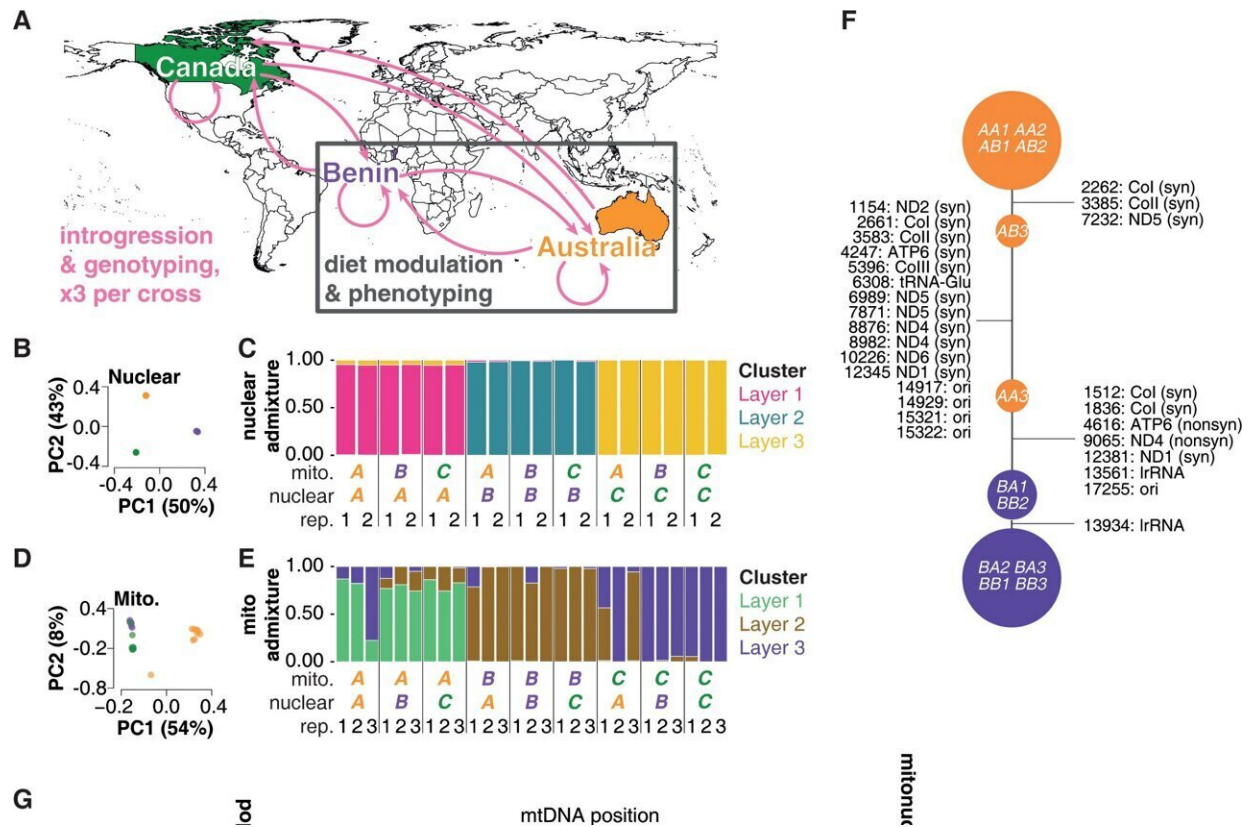 A
Canada
Benin
Australia
introgression
& genotyping,
x3 per cross
diet modulation
& phenotyping
B
Nuclear
PC2 (43%)
0.4
0.0
-0.4
-0.4 0.0 0.4
PC1 (50%)
C
nuclear
admixture
1.00
0.50
0.00
mito. A B C A B C A B C
nuclear A A A B B B C C C
rep. 1 2 1 2 1 2 1 2 1 2 1 2 1 2 1 2 1 2
Cluster
Layer 1
Layer 2
Layer 3
D
Mito.
PC2 (8%)
0.4
-0.2
-0.8
-0.2 0.0 0.4
PC1 (54%)
E
mito
admixture
1.00
0.50
0.00
mito. A A A B B B C C C
nuclear A B C A B C A B C
rep. 1 2 3 1 2 3 1 2 3 1 2 3 1 2 3 1 2 3 1 2 3 1 2 3 1 2 3
Cluster
Layer 1
Layer 2
Layer 3
F
AA1 AA2
AB1 AB2
2262: CoI (syn)
3385: CoII (syn)
7232: ND5 (syn)
AB3
1154: ND2 (syn)
2661: CoI (syn)
3583: CoII (syn)
4247: ATP6 (syn)
5396: CoIII (syn)
6308: tRNA-Glu
6989: ND5 (syn)
7871: ND5 (syn)
8876: ND4 (syn)
8982: ND4 (syn)
10226: ND6 (syn)
12345 ND1 (syn)
14917: ori
14929: ori
15321: ori
15322: ori
AA3
1512: CoI (syn)
1836: CoI (syn)
4616: ATP6 (nonsyn)
9065: ND4 (nonsyn)
12381: ND1 (syn)
13561: lrRNA
17255: ori
BA1
BB2
13934: lrRNA
BA2 BA3
BB1 BB3
G
mtDNA position
mitonuc